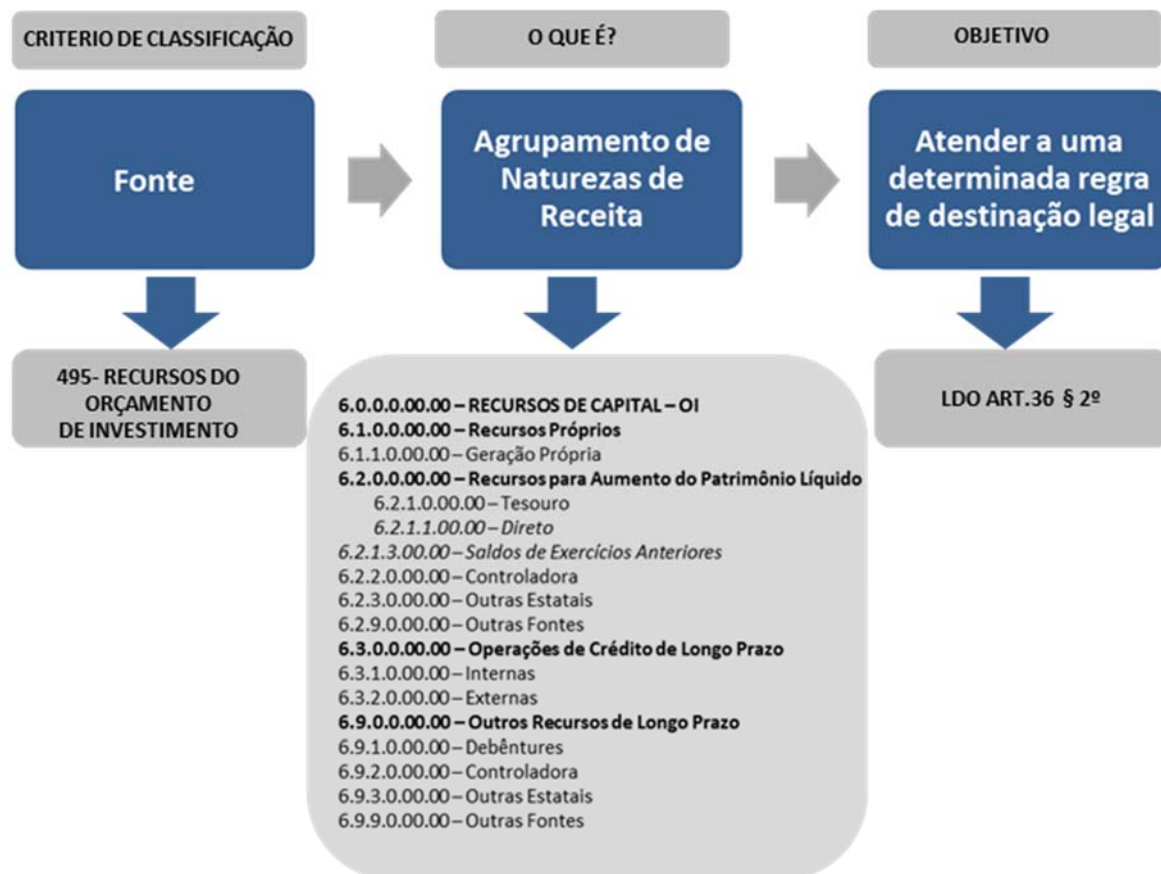 CRITERIO DE CLASSIFICAÇÃO
O QUE É?
OBJETIVO
Fonte
Agrupamento de
Naturezas de
Receita
Atender a uma
determinada regra
de destinação legal
495- RECURSOS DO
ORÇAMENTO
DE INVESTIMENTO
6.0.0.0.00.00 – RECURSOS DE CAPITAL – OI
6.1.0.0.00.00 – Recursos Próprios
6.1.1.0.00.00 – Geração Própria
6.2.0.0.00.00 – Recursos para Aumento do Patrimônio Líquido
6.2.1.0.00.00 – Tesouro
6.2.1.1.00.00 – Direto
6.2.1.3.00.00 – Saldos de Exercícios Anteriores
6.2.2.0.00.00 – Controladora
6.2.3.0.00.00 – Outras Estatais
6.2.9.0.00.00 – Outras Fontes
6.3.0.0.00.00 – Operações de Crédito de Longo Prazo
6.3.1.0.00.00 – Internas
6.3.2.0.00.00 – Externas
6.9.0.0.00.00 – Outros Recursos de Longo Prazo
6.9.1.0.00.00 – Debêntures
6.9.2.0.00.00 – Controladora
6.9.3.0.00.00 – Outras Estatais
6.9.9.0.00.00 – Outras Fontes
LDO ART.36 § 2º